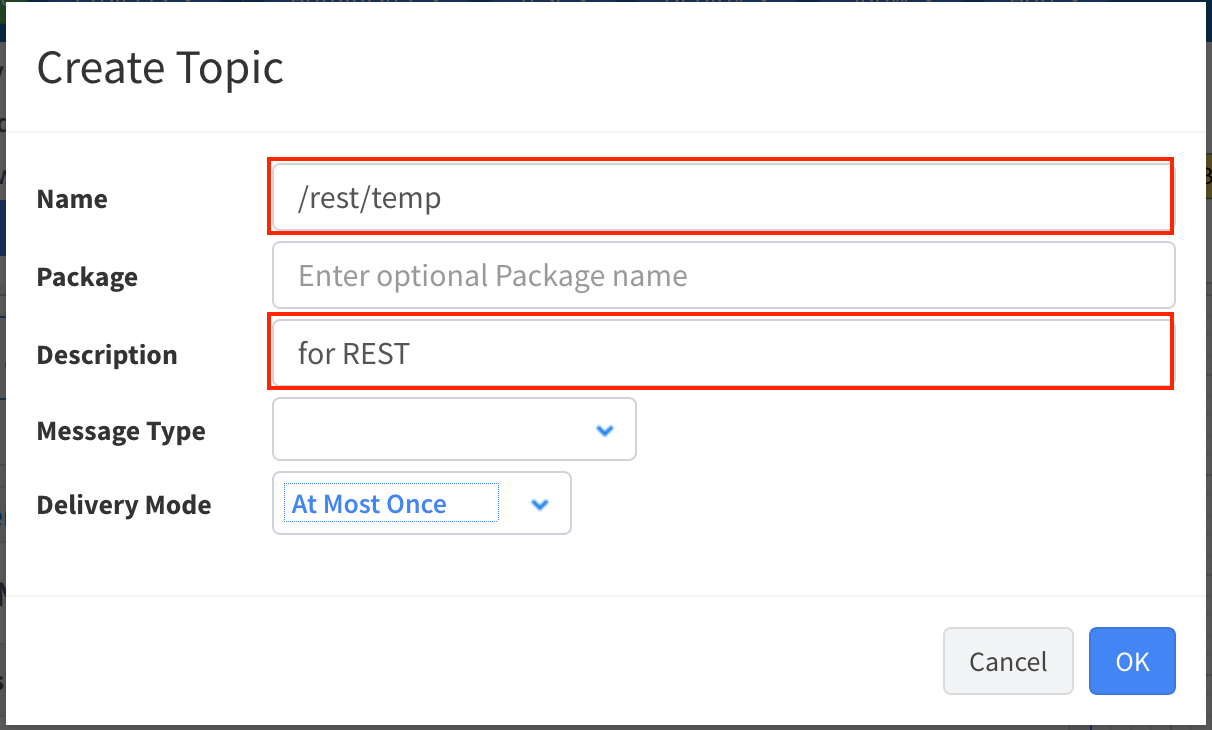 Create Topic
Name /rest/temp
Package Enter optional Package name
Description for REST
Message Type
Delivery Mode At Most Once
Cancel OK